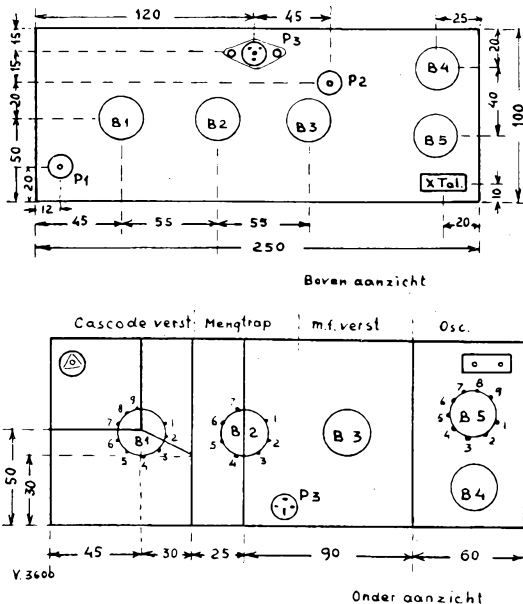 120 45 25
15 15 20 50 20
P3
P2
B4
20 40 10 100
B1 B2 B3 B5
P1
X Tal.
12 20
45 55 55
250
Boven aanzicht
Cascode verst. Mengtrap m.f. verst Osc.
9 8 7 6 5 4 3 2 1
B1
7 6 5 4 3 2 1
B2
B3
9 8 7 6 5 4 3 2 1
B5
B4
P3
50 30
45 30 25 90 60
V. 360b
Onder aanzicht